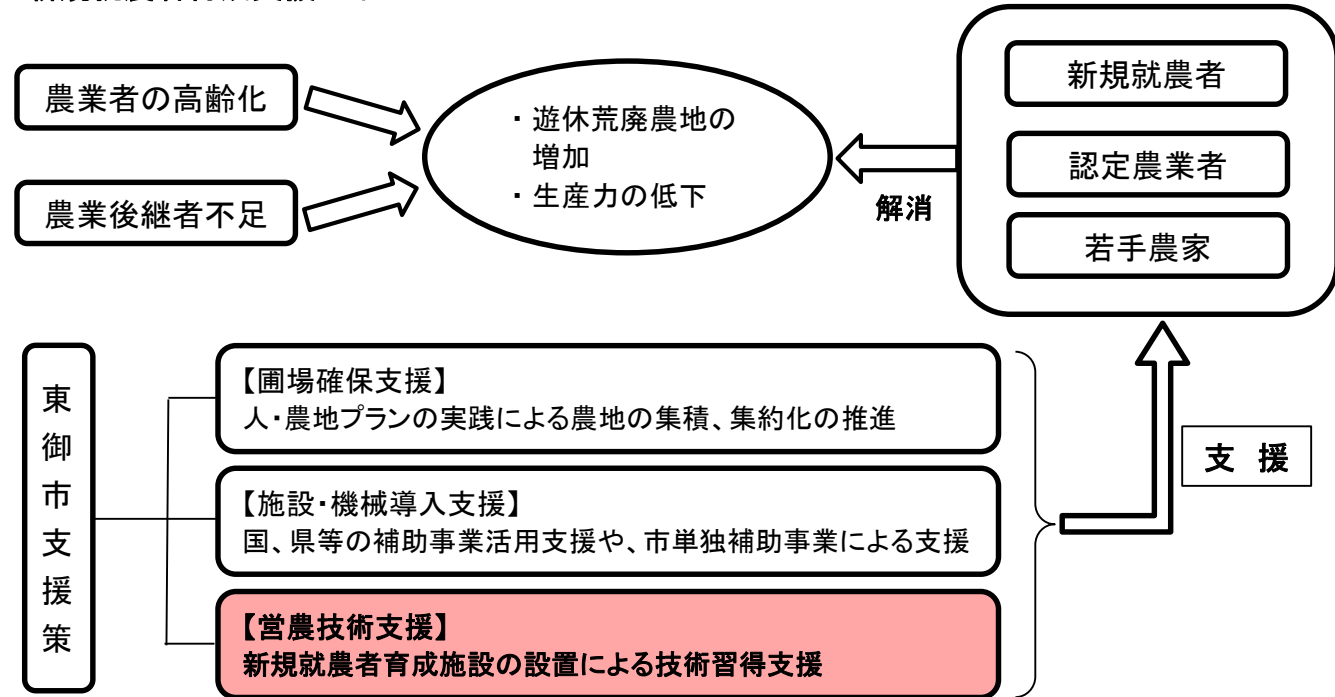 農業者の高齢化
農業後継者不足
・遊休荒廃農地の
増加
・生産力の低下
解消
新規就農者
認定農業者
若手農家
東御市支援策
【圃場確保支援】
人・農地プランの実践による農地の集積、集約化の推進
【施設・機械導入支援】
国、県等の補助事業活用支援や、市単独補助事業による支援
【営農技術支援】
新規就農者育成施設の設置による技術習得支援
支 援